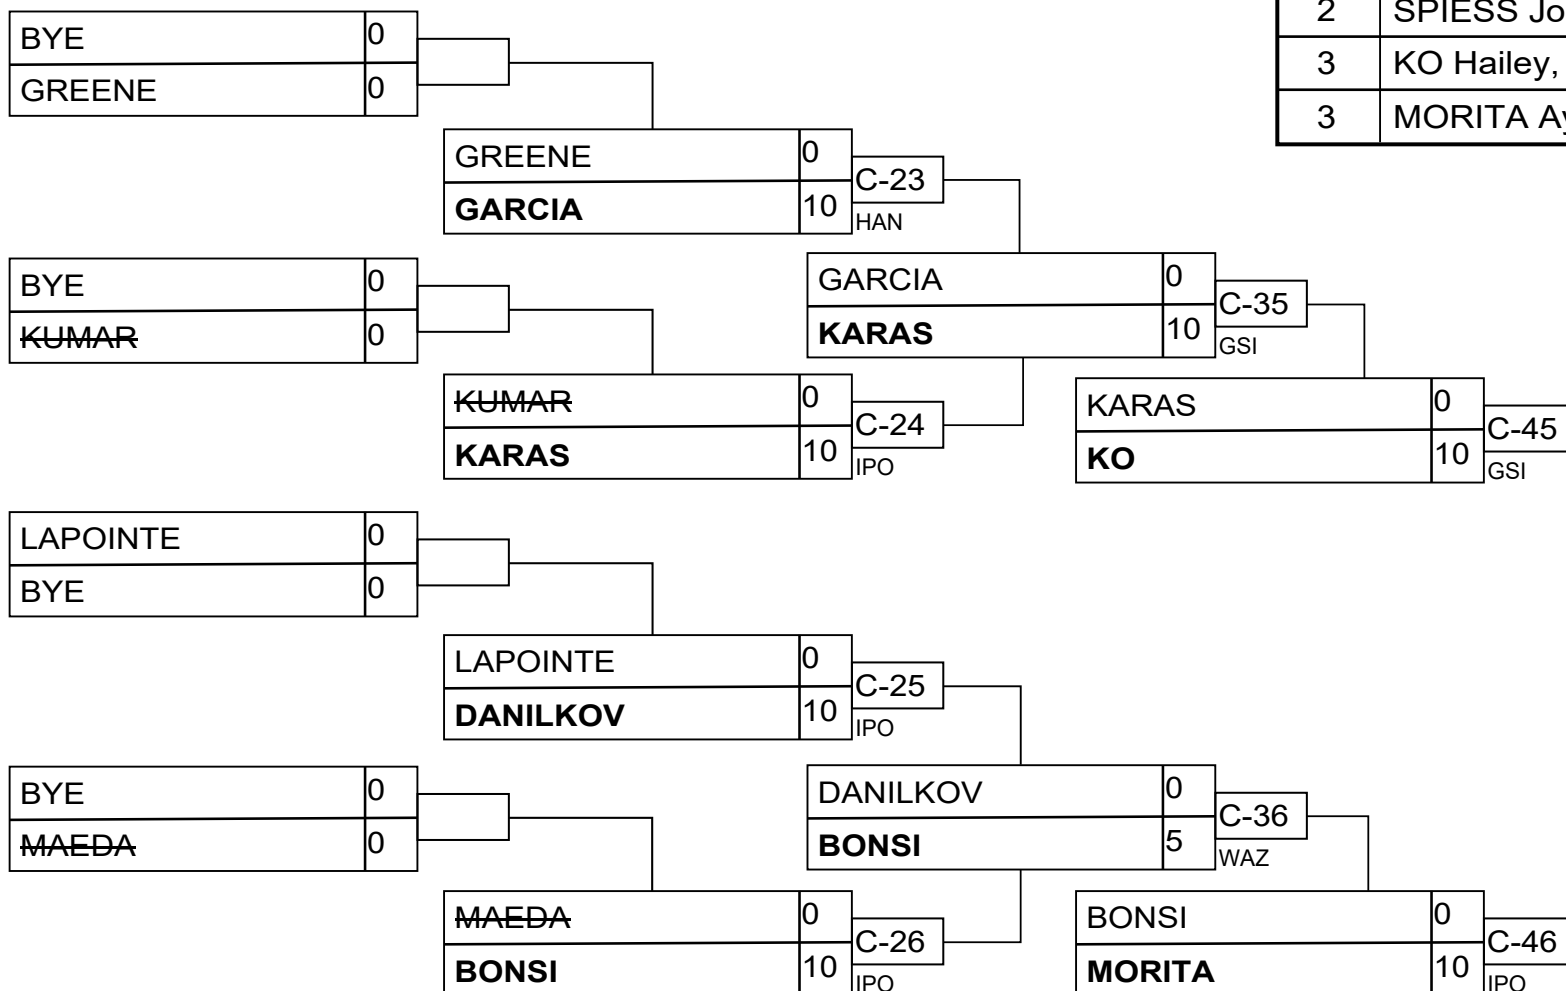 2 SPIESS Jo
3 KO Hailey,
3 MORITA Ay
BYE 0
GREENE 0
GREENE 0
GARCIA 10
C-23
HAN
BYE 0
KUMAR 0
KUMAR 0
KARAS 10
C-24
IPO
GARCIA 0
KARAS 10
C-35
GSI
KARAS 0
KO 10
C-45
GSI
LAPOINTE 0
BYE 0
LAPOINTE 0
DANILKOV 10
C-25
IPO
BYE 0
MAEDA 0
MAEDA 0
BONSI 10
C-26
IPO
DANILKOV 0
BONSI 5
C-36
WAZ
BONSI 0
MORITA 10
C-46
IPO